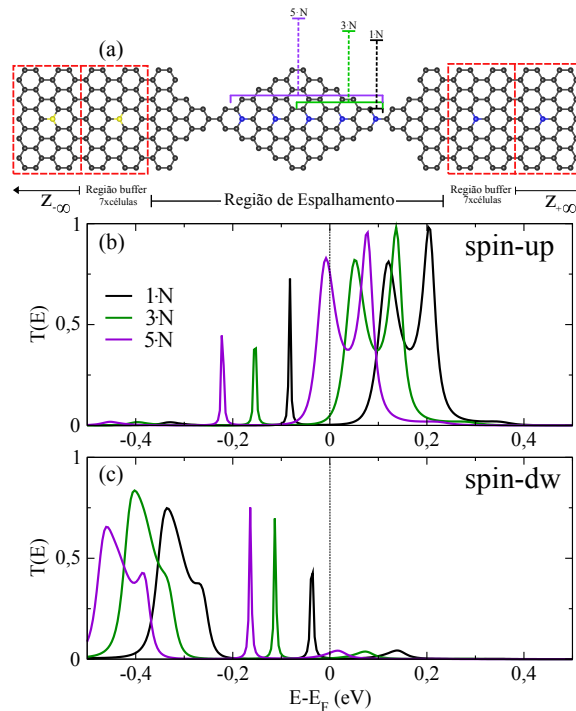 5·N
3·N
1·N
(a)
Z-∞
Região buffer
7xcélulas
Região de Espalhamento
Região buffer
7xcélulas
Z+∞
(b)
spin-up
1·N
3·N
5·N
T(E)
1
0,5
0
-0,4
-0,2
0
0,2
0,4
(c)
spin-dw
T(E)
1
0,5
0
-0,4
-0,2
0
0,2
0,4
E-EF (eV)